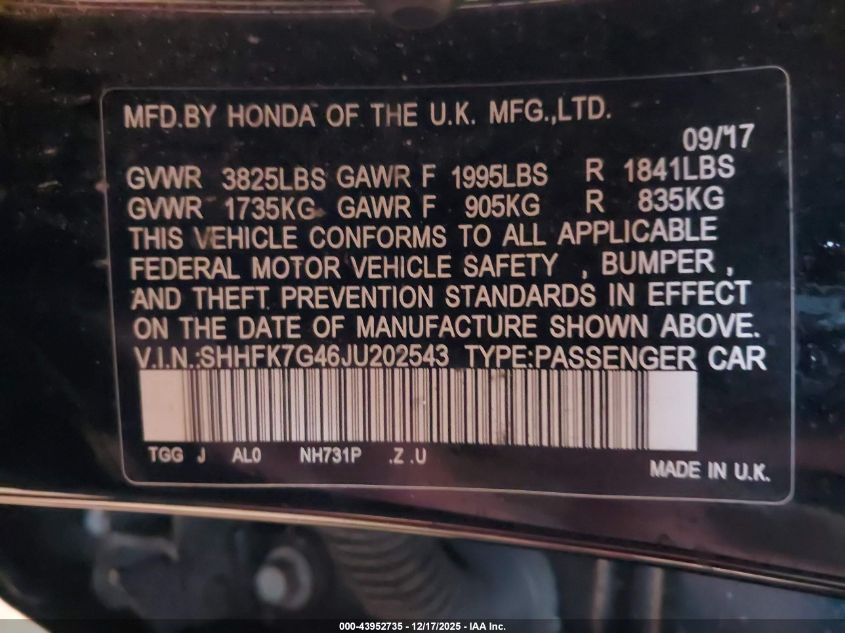 MFD.BY HONDA OF THE U.K. MFG.,LTD.
09/17
GVWR 3825LBS GAWR F 1995LBS R 1841LBS
GVWR 1735KG GAWR F 905KG R 835KG
THIS VEHICLE CONFORMS TO ALL APPLICABLE
FEDERAL MOTOR VEHICLE SAFETY , BUMPER ,
AND THEFT PREVENTION STANDARDS IN EFFECT
ON THE DATE OF MANUFACTURE SHOWN ABOVE.
V.I.N.:SHHFK7G46JU202543 TYPE:PASSENGER CAR
TGG J AL0 NH731P .Z .U
MADE IN U.K.
000-43952735 - 12/17/2025 - IAA Inc.